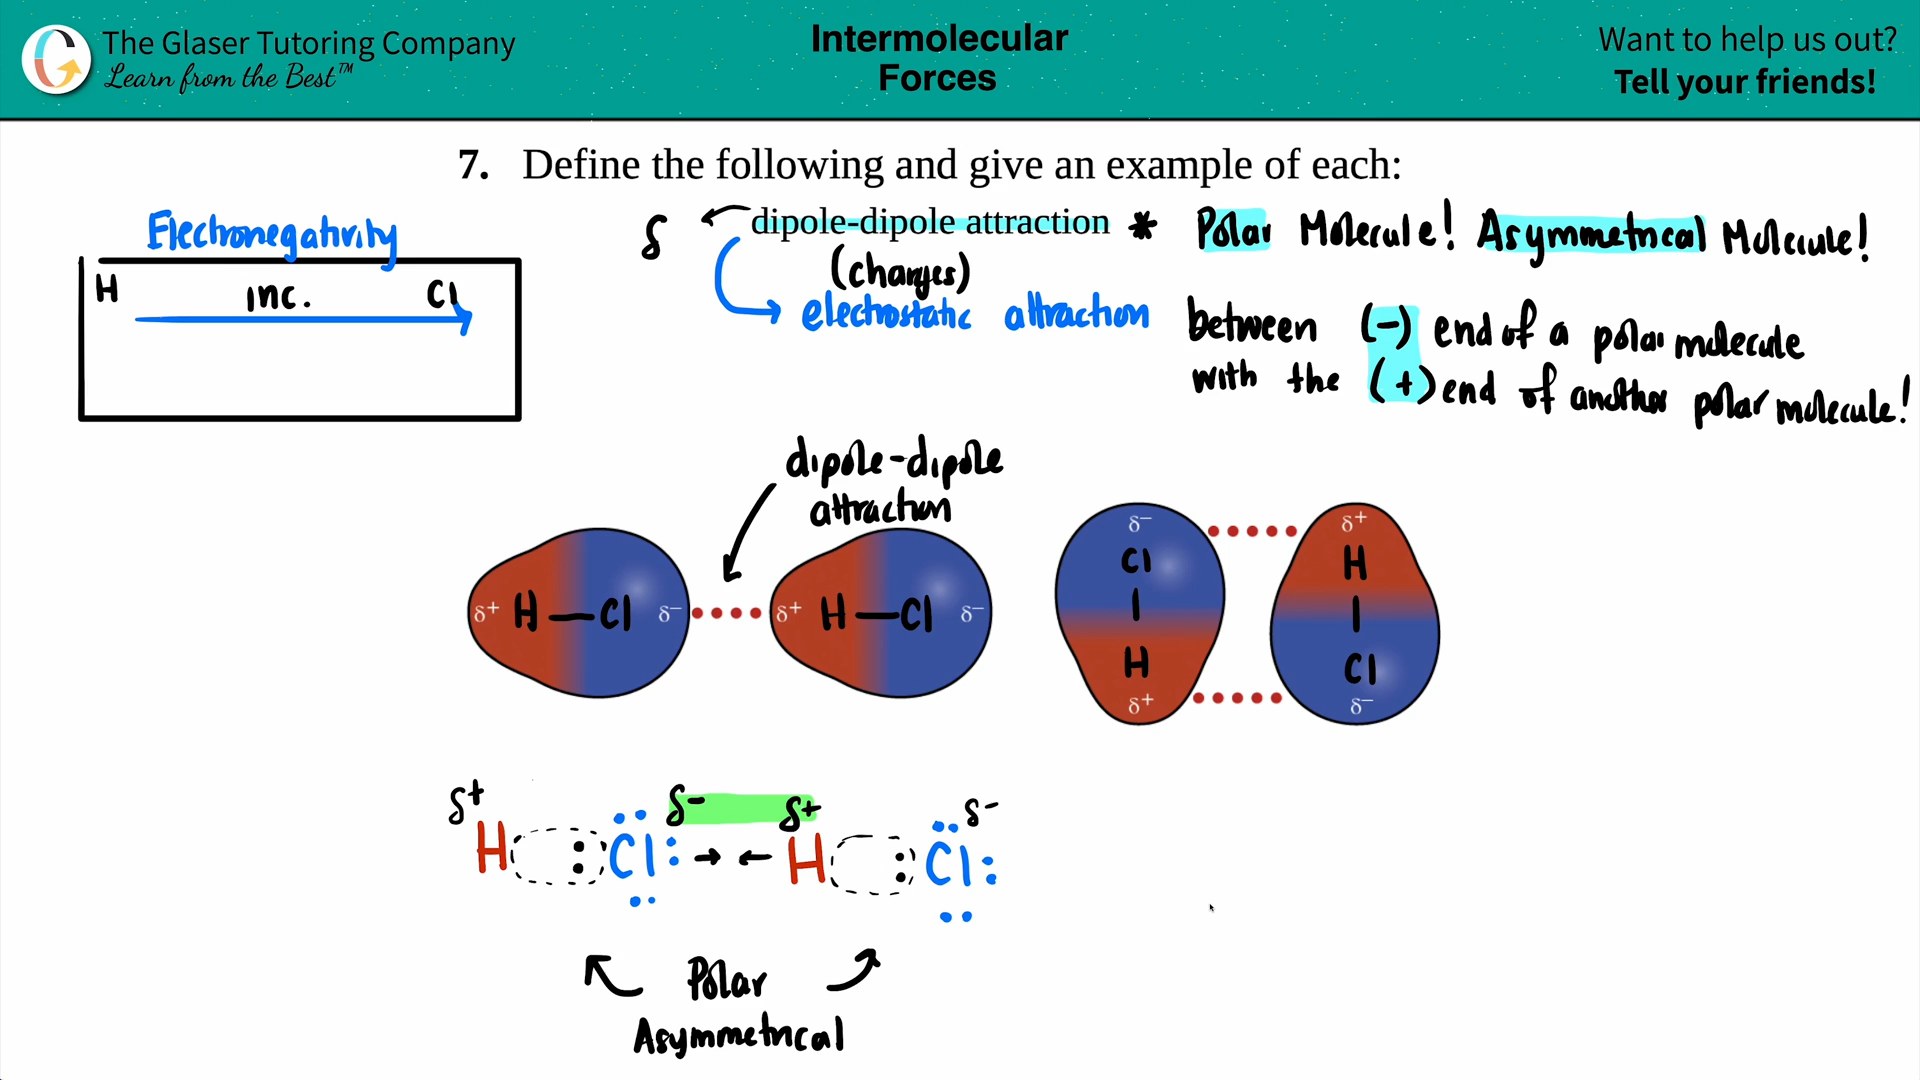 The Glaser Tutoring Company
Learn from the Best™
Intermolecular
Forces
Want to help us out?
Tell your friends!
7. Define the following and give an example of each:
Electronegativity
H inc. Cl
δ dipole-dipole attraction * Polar Molecule! Asymmetrical Molecule!
(charges)
electrostatic attraction between (-) end of a polar molecule
with the (+) end of another polar molecule!
dipole-dipole
attraction
δ+ H — Cl δ− δ+ H — Cl δ−
δ− δ+
Cl H
| |
H Cl
δ+ δ−
δ+ δ- δ+ δ-
H : Cl : → ← H : Cl :
Polar
Asymmetrical